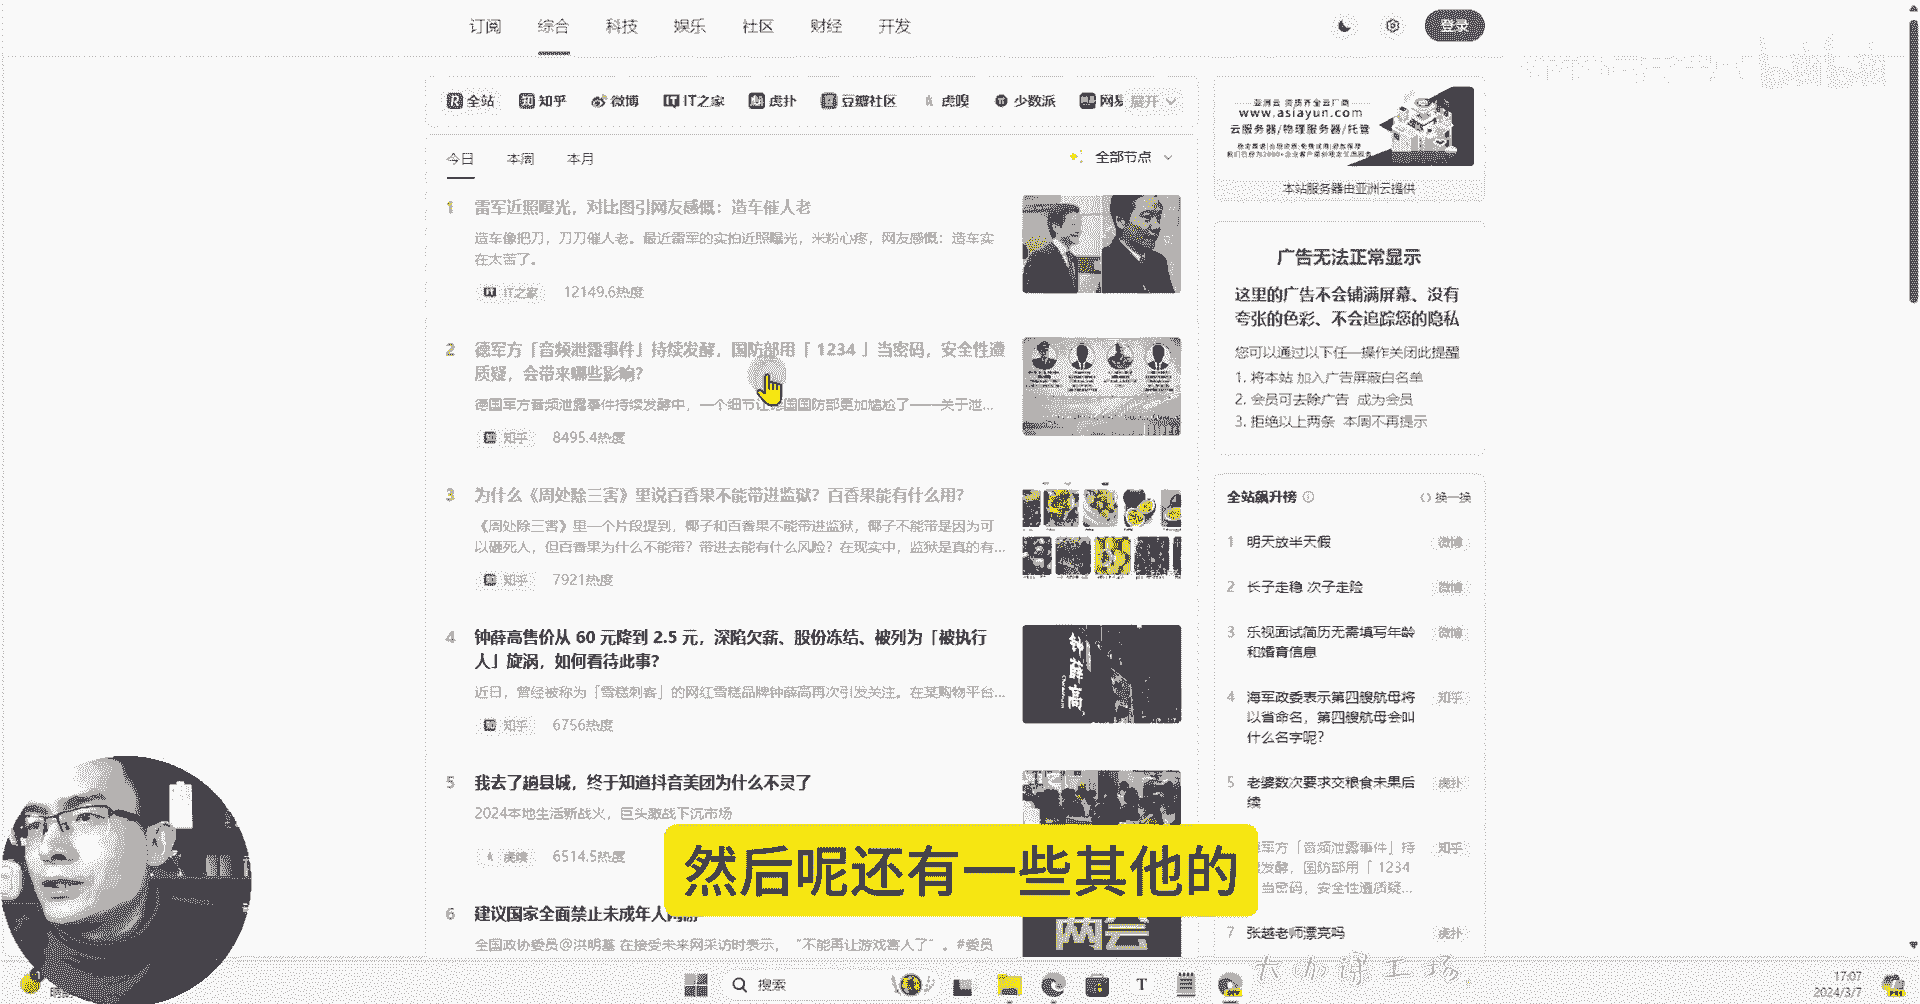 订阅 综合 科技 娱乐 社区 财经 开发
登录
全站 知乎 微博 IT之家 虎扑 豆瓣社区 虎嗅 少数派 网易 展开
今日 本周 本月
全部节点
1 雷军近照曝光，对比图引网友感慨：造车催人老
造车像把刀，刀刀催人老。最近雷军的实拍近照曝光，米粉心疼，网友感慨：造车实
在太苦了。
IT之家 12149.6热度
2 德军方「音频泄露事件」持续发酵，国防部用「 1234 」当密码，安全性遭
质疑，会带来哪些影响？
德国军方音频泄露事件持续发酵中，一个细节让德国国防部更加尴尬了——关于泄...
知乎 8495.4热度
3 为什么《周处除三害》里说百香果不能带进监狱？百香果能有什么用？
《周处除三害》里一个片段提到，椰子和百香果不能带进监狱，椰子不能带是因为可
以砸死人，但百香果为什么不能带？带进去能有什么风险？在现实中，监狱是真的有...
知乎 7921热度
4 钟薛高售价从 60 元降到 2.5 元，深陷欠薪、股份冻结、被列为「被执行
人」旋涡，如何看待此事？
近日，曾经被称为「雪糕刺客」的网红雪糕品牌钟薛高再次引发关注。在某购物平台...
知乎 6756热度
钟薛高
5 我去了趟县城，终于知道抖音美团为什么不灵了
2024本地生活新战火，巨头激战下沉市场
虎嗅 6514.5热度
6 建议国家全面禁止未成年人网游
全国政协委员@洪明基 在接受未来网采访时表示，“不能再让游戏害人了”。#委员
两会
亚洲云 资质齐全云厂商
www.asiayun.com
云服务器/物理服务器/托管
本站服务器由亚洲云提供
广告无法正常显示
这里的广告不会铺满屏幕、没有
夸张的色彩、不会追踪您的隐私
您可以通过以下任一操作关闭此提醒
1. 将本站 加入广告屏蔽白名单
2. 会员可去除广告 成为会员
3. 拒绝以上两条 本周不再提示
全站飙升榜 换一换
1 明天放半天假 微博
2 长子走稳 次子走险 微博
3 乐视面试简历无需填写年龄 微博
和婚育信息
4 海军政委表示第四艘航母将 知乎
以省命名，第四艘航母会叫
什么名字呢？
5 老婆数次要求交粮食未果后 虎扑
续
军方「音频泄露事件」持 知乎
发酵，国防部用「 1234
当密码，安全性遭质疑...
7 张越老师漂亮吗 虎扑
然后呢还有一些其他的
搜索
大咖课工场
17:07
2024/3/7